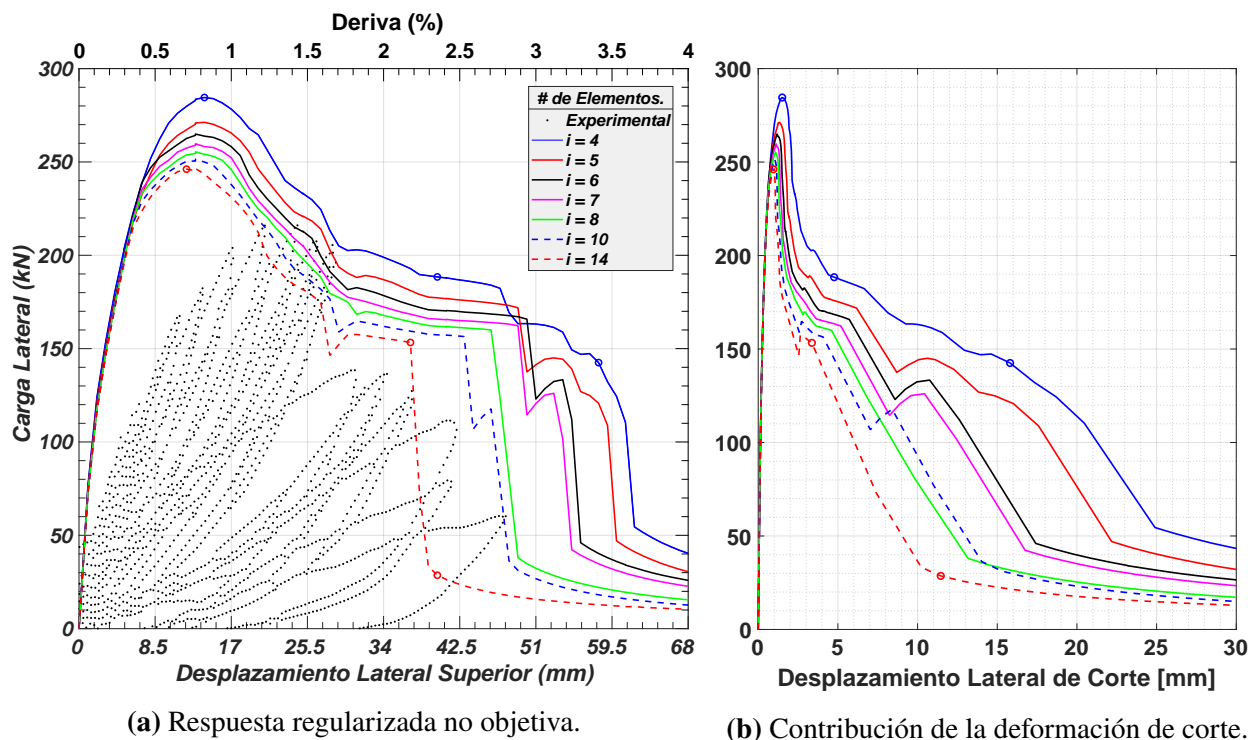 Deriva (%)
0 0.5 1 1.5 2 2.5 3 3.5 4
300
250
200
150
100
50
0
Carga Lateral (kN)
# de Elementos.
Experimental
i = 4
i = 5
i = 6
i = 7
i = 8
i = 10
i = 14
0 8.5 17 25.5 34 42.5 51 59.5 68
Desplazamiento Lateral Superior (mm)
(a) Respuesta regularizada no objetiva.
300
250
200
150
100
50
0
0 5 10 15 20 25 30
Desplazamiento Lateral de Corte [mm]
(b) Contribución de la deformación de corte.